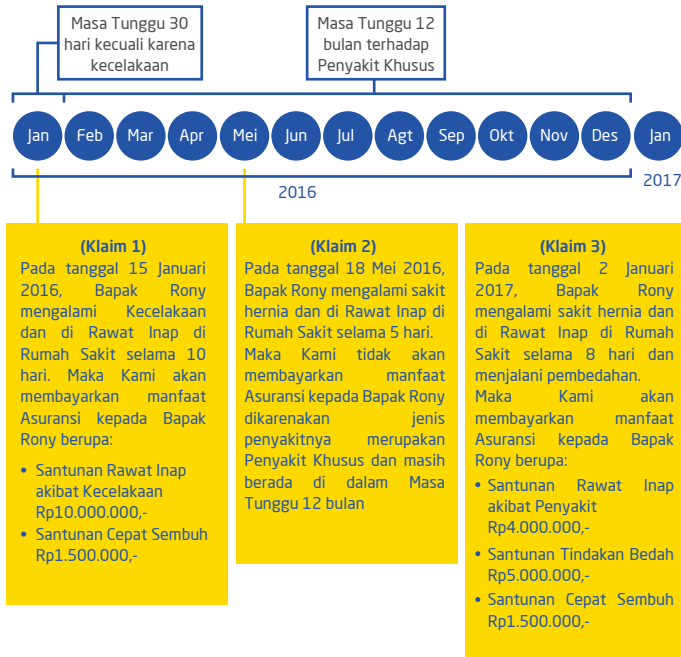 Masa Tunggu 30
hari kecuali karena
kecelakaan
Masa Tunggu 12
bulan terhadap
Penyakit Khusus
Jan Feb Mar Apr Mei Jun Jul Agt Sep Okt Nov Des Jan
2016
2017
(Klaim 1)
Pada tanggal 15 Januari
2016, Bapak Rony
mengalami Kecelakaan
dan di Rawat Inap di
Rumah Sakit selama 10
hari. Maka Kami akan
membayarkan manfaat
Asuransi kepada Bapak
Rony berupa:
• Santunan Rawat Inap
akibat Kecelakaan
Rp10.000.000,-
• Santunan Cepat Sembuh
Rp1.500.000,-
(Klaim 2)
Pada tanggal 18 Mei 2016,
Bapak Rony mengalami sakit
hernia dan di Rawat Inap di
Rumah Sakit selama 5 hari.
Maka Kami tidak akan
membayarkan manfaat
Asuransi kepada Bapak Rony
dikarenakan jenis
penyakitnya merupakan
Penyakit Khusus dan masih
berada di dalam Masa
Tunggu 12 bulan
(Klaim 3)
Pada tanggal 2 Januari
2017, Bapak Rony
mengalami sakit hernia dan
di Rawat Inap di Rumah
Sakit selama 8 hari dan
menjalani pembedahan.
Maka Kami akan
membayarkan manfaat
Asuransi kepada Bapak
Rony berupa:
• Santunan Rawat Inap
akibat Penyakit
Rp4.000.000,-
• Santunan Tindakan Bedah
Rp5.000.000,-
• Santunan Cepat Sembuh
Rp1.500.000,-